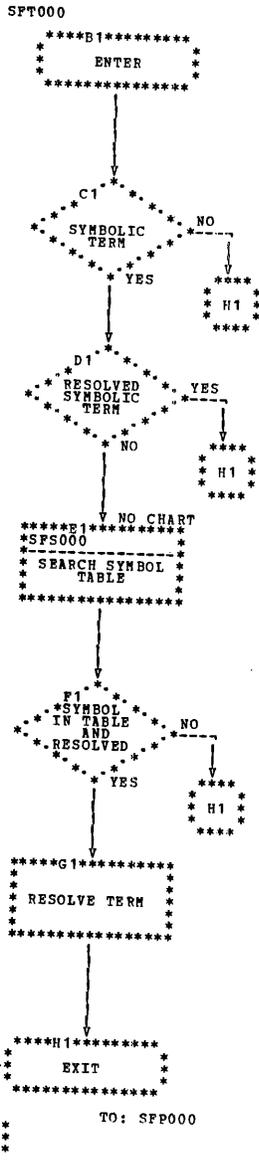 SFT000
B1
ENTER
C1
SYMBOLIC
TERM
NO
YES
H1
D1
RESOLVED
SYMBOLIC
TERM
YES
NO
H1
E1 NO CHART
SFS000
SEARCH SYMBOL
TABLE
F1
SYMBOL
IN TABLE
AND
RESOLVED
NO
YES
H1
G1
RESOLVE TERM
H1
EXIT
TO: SFP000